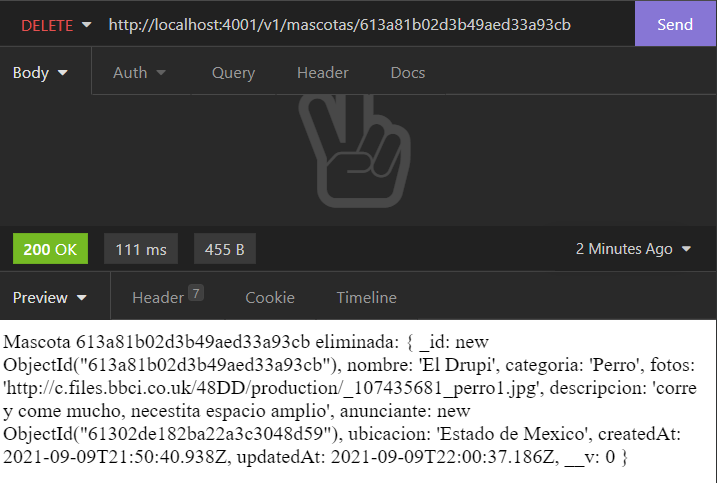 DELETE http://localhost:4001/v1/mascotas/613a81b02d3b49aed33a93cb Send
Body Auth Query Header Docs
200 OK 111 ms 455 B 2 Minutes Ago
Preview Header 7 Cookie Timeline
Mascota 613a81b02d3b49aed33a93cb eliminada: { _id: new
ObjectId("613a81b02d3b49aed33a93cb"), nombre: 'El Drupi', categoria: 'Perro', fotos:
'http://c.files.bbci.co.uk/48DD/production/_107435681_perro1.jpg', descripcion: 'corre
y come mucho, necesita espacio amplio', anunciante: new
ObjectId("61302de182ba22a3c3048d59"), ubicacion: 'Estado de Mexico', createdAt:
2021-09-09T21:50:40.938Z, updatedAt: 2021-09-09T22:00:37.186Z, __v: 0 }